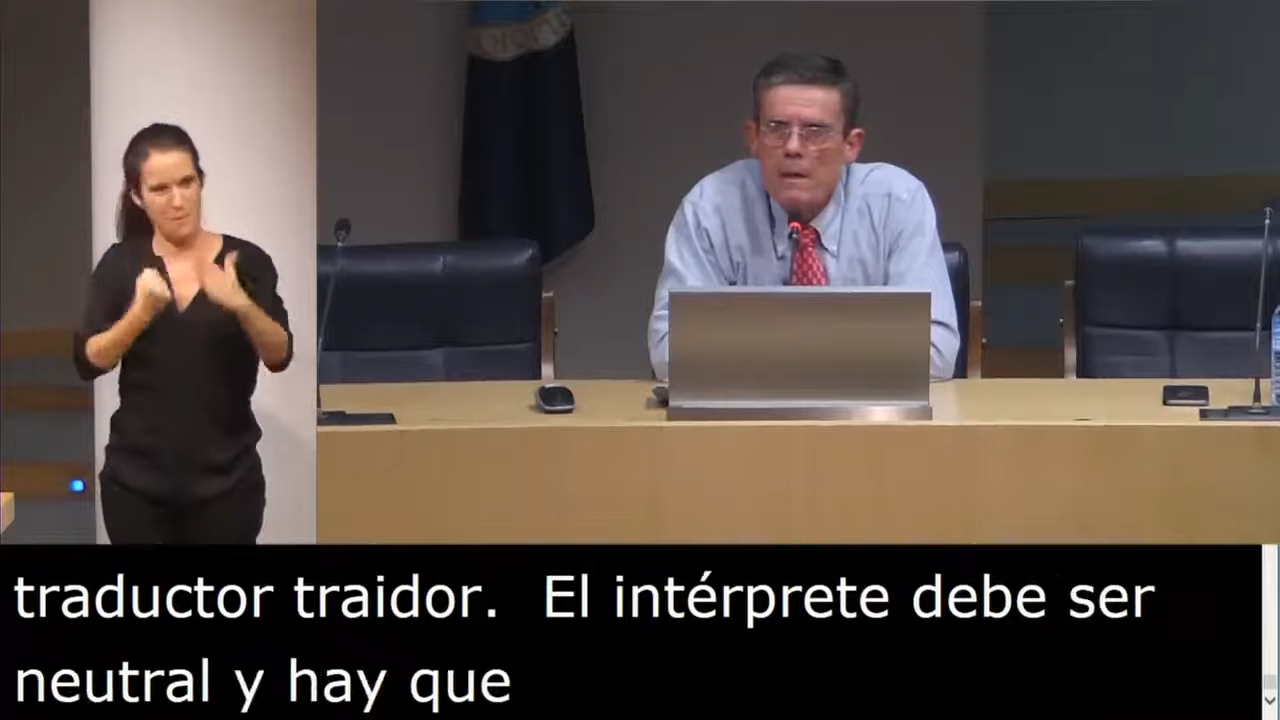 traductor traidor. El intérprete debe ser
neutral y hay que